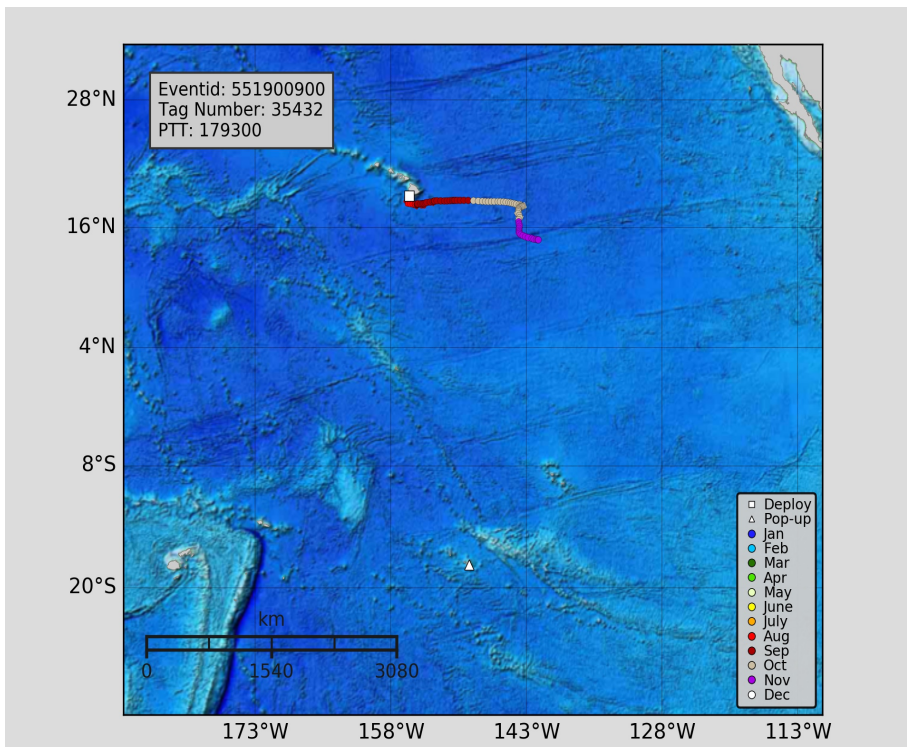 Eventid: 551900900
Tag Number: 35432
PTT: 179300
28°N
16°N
4°N
8°S
20°S
km
0 1540 3080
Deploy
Pop-up
Jan
Feb
Mar
Apr
May
June
July
Aug
Sep
Oct
Nov
Dec
173°W 158°W 143°W 128°W 113°W